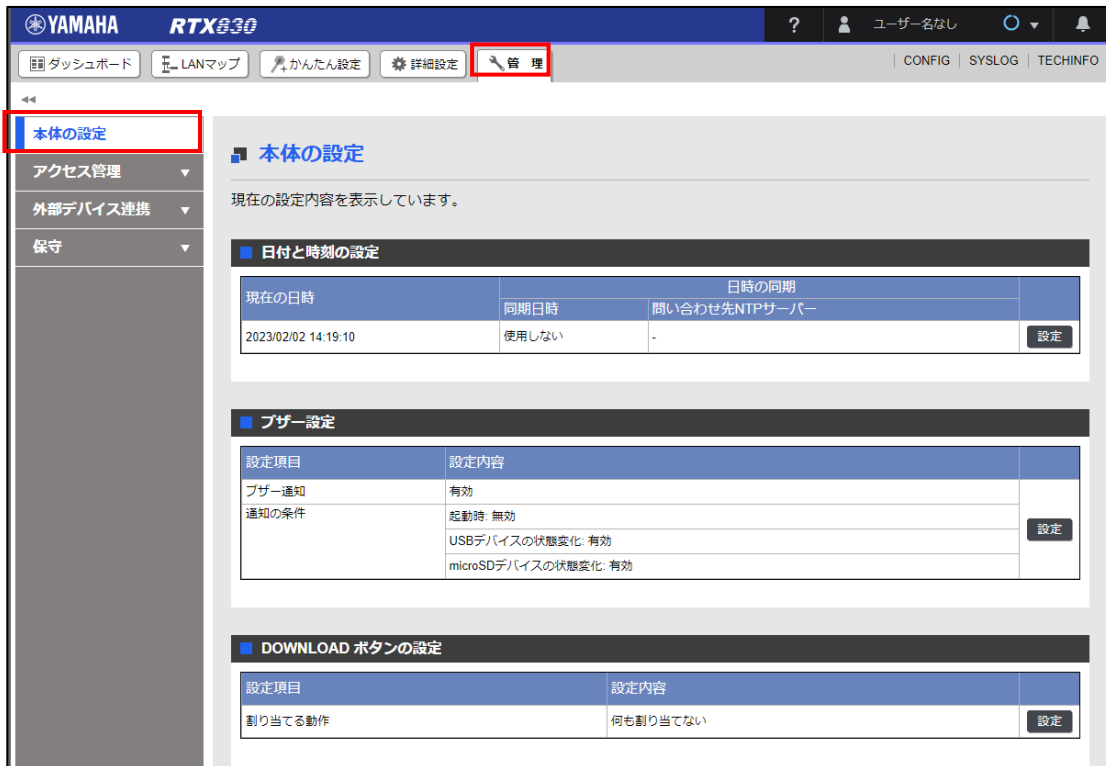 YAMAHA RTX830 ? ユーザー名なし
ダッシュボード LANマップ かんたん設定 詳細設定 管 理 CONFIG SYSLOG TECHINFO
本体の設定
アクセス管理
外部デバイス連携
保守
本体の設定
現在の設定内容を表示しています。
日付と時刻の設定
現在の日時 日時の同期
同期日時 問い合わせ先NTPサーバー
2023/02/02 14:19:10 使用しない - 設定
ブザー設定
設定項目 設定内容
ブザー通知 有効
通知の条件 起動時: 無効
設定
USBデバイスの状態変化: 有効
microSDデバイスの状態変化: 有効
DOWNLOAD ボタンの設定
設定項目 設定内容
割り当てる動作 何も割り当てない 設定